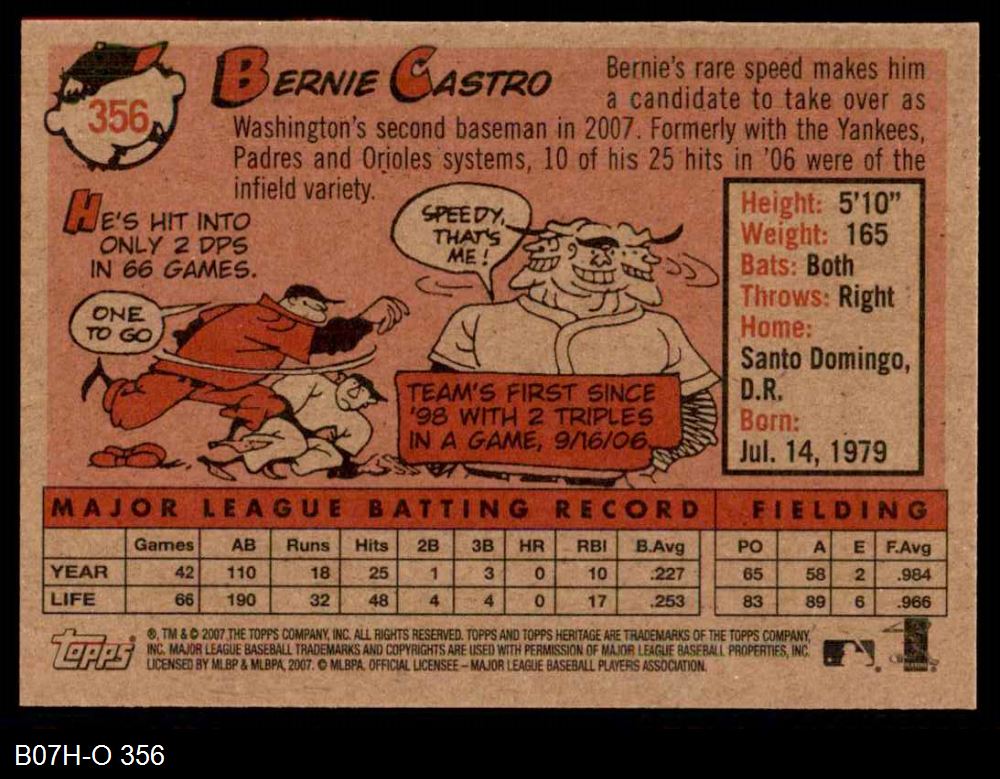 356
BERNIE CASTRO
Bernie's rare speed makes him
a candidate to take over as
Washington's second baseman in 2007. Formerly with the Yankees,
Padres and Orioles systems, 10 of his 25 hits in '06 were of the
infield variety.
HE'S HIT INTO
ONLY 2 DPS
IN 66 GAMES.
ONE
TO GO
SPEEDY,
THAT'S
ME!
TEAM'S FIRST SINCE
'98 WITH 2 TRIPLES
IN A GAME, 9/16/06.
Height: 5'10"
Weight: 165
Bats: Both
Throws: Right
Home:
Santo Domingo,
D.R.
Born:
Jul. 14, 1979
MAJOR LEAGUE BATTING RECORD FIELDING
Games AB Runs Hits 2B 3B HR RBI B.Avg PO A E F.Avg
YEAR 42 110 18 25 1 3 0 10 .227 65 58 2 .984
LIFE 66 190 32 48 4 4 0 17 .253 83 89 6 .966
Topps
®, TM & © 2007 THE TOPPS COMPANY, INC. ALL RIGHTS RESERVED. TOPPS AND TOPPS HERITAGE ARE TRADEMARKS OF THE TOPPS COMPANY,
INC. MAJOR LEAGUE BASEBALL TRADEMARKS AND COPYRIGHTS ARE USED WITH PERMISSION OF MAJOR LEAGUE BASEBALL PROPERTIES, INC.
LICENSED BY MLBP & MLBPA, 2007. © MLBPA. OFFICIAL LICENSEE – MAJOR LEAGUE BASEBALL PLAYERS ASSOCIATION.
B07H-O 356